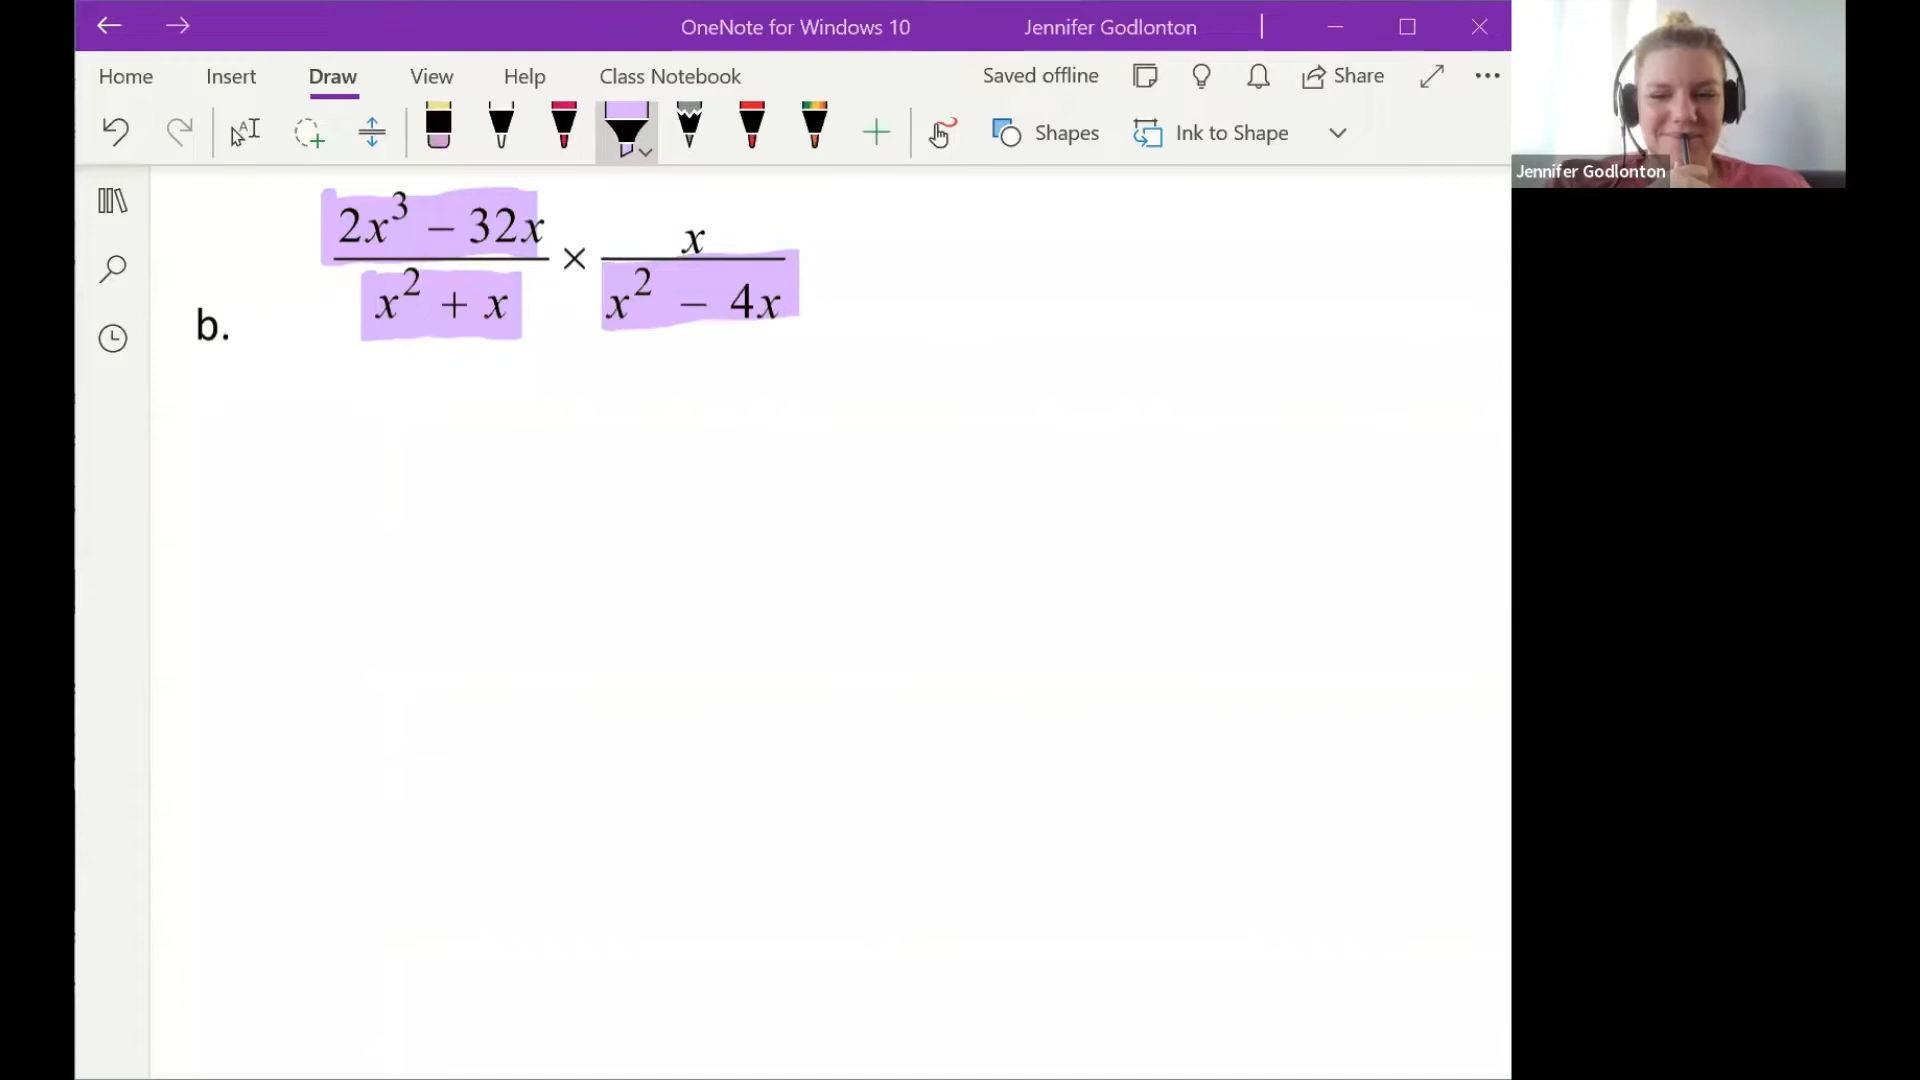 OneNote for Windows 10 Jennifer Godlonton
Home Insert Draw View Help Class Notebook Saved offline Share
Shapes Ink to Shape
Jennifer Godlonton
b. (2x³ − 32x)/(x² + x) × x/(x² − 4x)